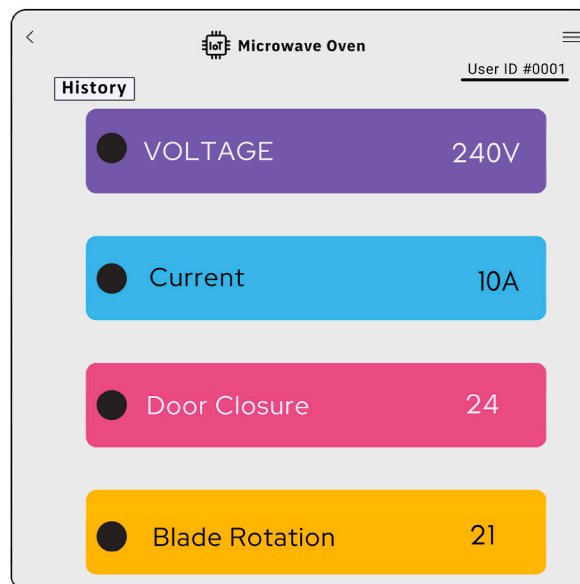 IoT Microwave Oven
User ID #0001
History
VOLTAGE 240V
Current 10A
Door Closure 24
Blade Rotation 21